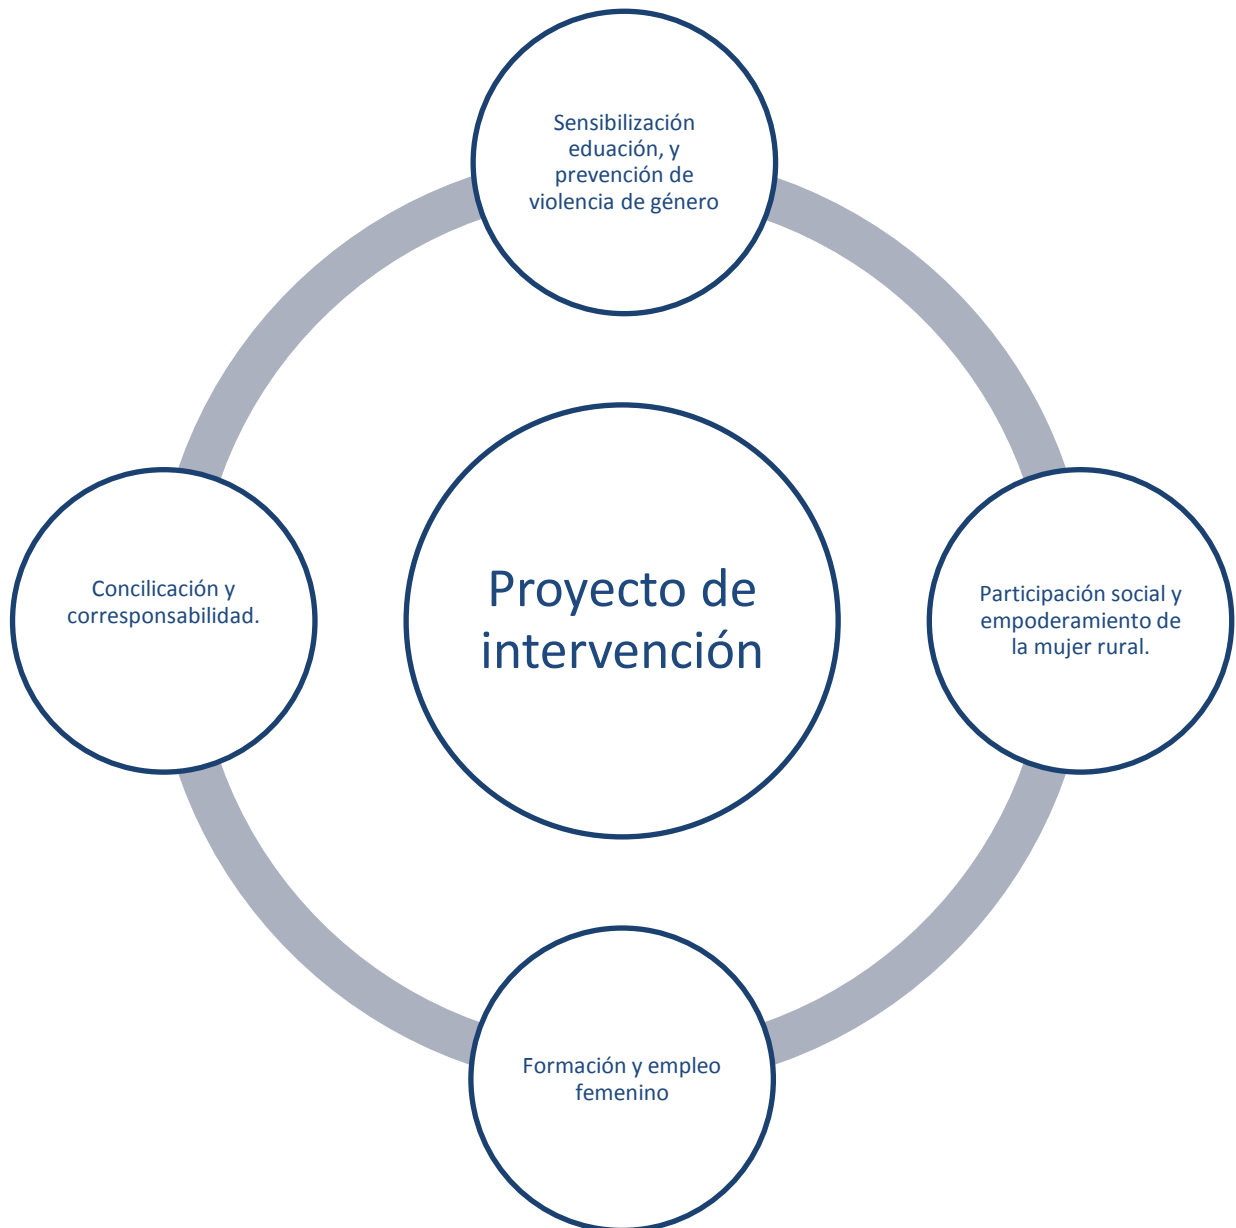 Sensibilización
eduación, y
prevención de
violencia de género
Proyecto de
intervención
Concilicación y
corresponsabilidad.
Participación social y
empoderamiento de
la mujer rural.
Formación y empleo
femenino